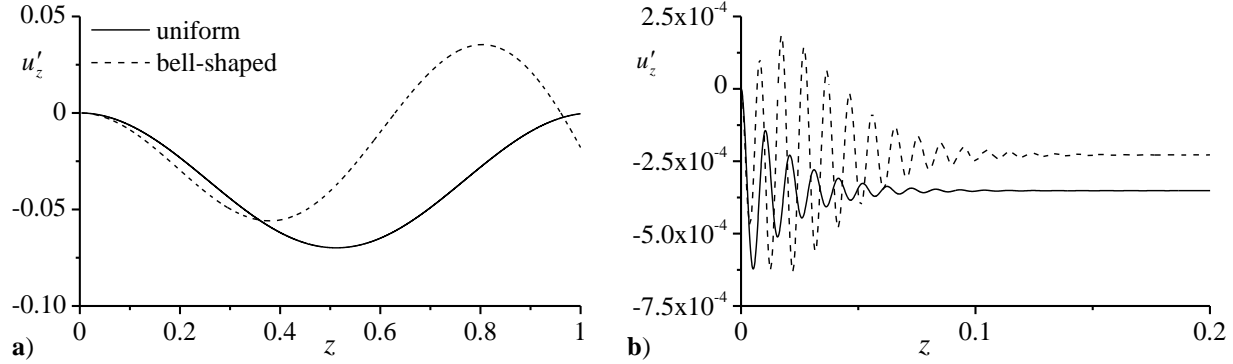 0.05
u′z
0
-0.05
-0.10
uniform
bell-shaped
0
0.2
0.4
0.6
0.8
1
z
a)
2.5x10-4
u′z
0
-2.5x10-4
-5.0x10-4
-7.5x10-4
0
0.1
0.2
z
b)